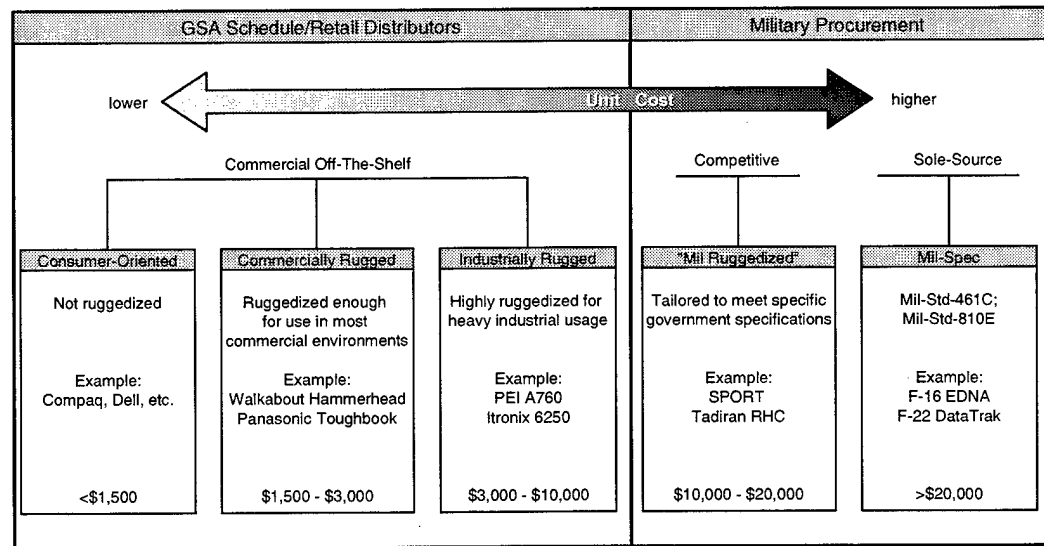 GSA Schedule/Retail Distributors
Military Procurement
lower
Unit Cost
higher
Commercial Off-The-Shelf
Competitive
Sole-Source
Consumer-Oriented
Not ruggedized
Example:
Compaq, Dell, etc.
<$1,500
Commercially Rugged
Ruggedized enough
for use in most
commercial environments
Example:
Walkabout Hammerhead
Panasonic Toughbook
$1,500 - $3,000
Industrially Rugged
Highly ruggedized for
heavy industrial usage
Example:
PEI A760
Itronix 6250
$3,000 - $10,000
"Mil Ruggedized"
Tailored to meet specific
government specifications
Example:
SPORT
Tadiran RHC
$10,000 - $20,000
Mil-Spec
Mil-Std-461C;
Mil-Std-810E
Example:
F-16 EDNA
F-22 DataTrak
>$20,000